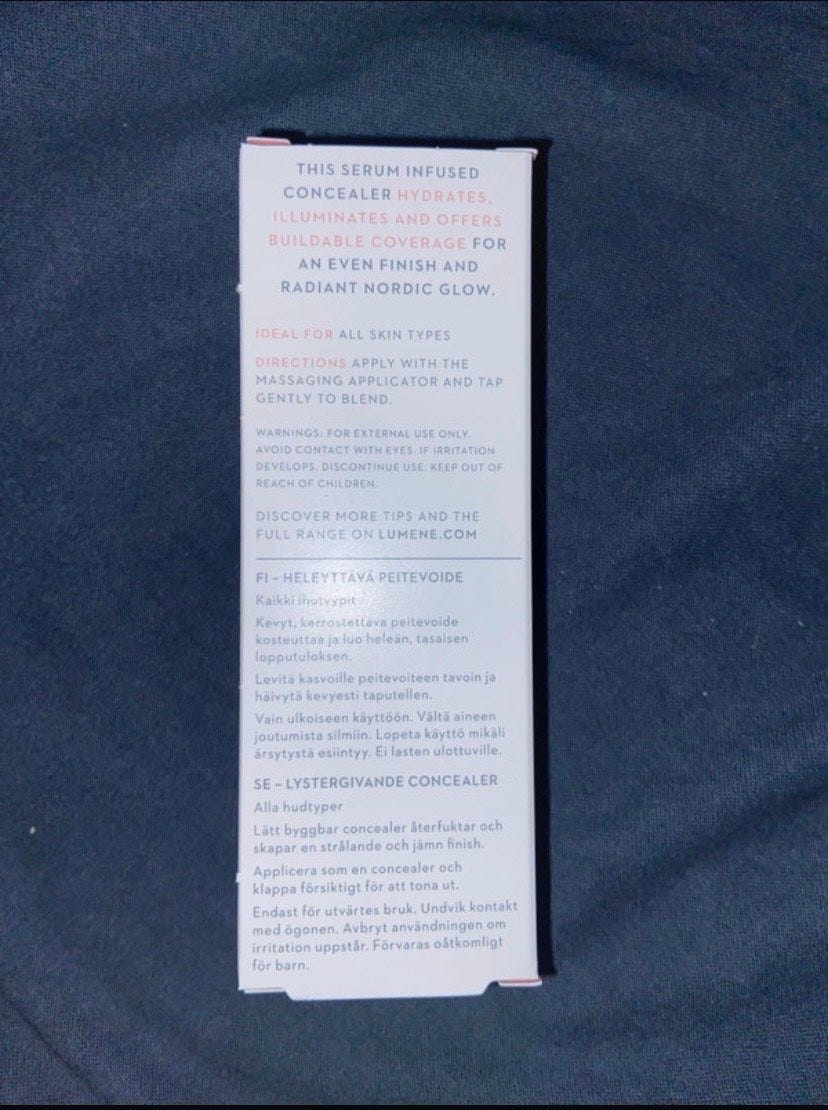 THIS SERUM INFUSED
CONCEALER HYDRATES,
ILLUMINATES AND OFFERS
BUILDABLE COVERAGE FOR
AN EVEN FINISH AND
RADIANT NORDIC GLOW.
IDEAL FOR ALL SKIN TYPES
DIRECTIONS APPLY WITH THE
MASSAGING APPLICATOR AND TAP
GENTLY TO BLEND.
WARNINGS: FOR EXTERNAL USE ONLY.
AVOID CONTACT WITH EYES. IF IRRITATION
DEVELOPS, DISCONTINUE USE. KEEP OUT OF
REACH OF CHILDREN.
DISCOVER MORE TIPS AND THE
FULL RANGE ON LUMENE.COM
FI – HELEYTTÄVÄ PEITEVOIDE
Kaikki ihotyypit
Kevyt, kerrostettava peitevoide
kosteuttaa ja luo heleän, tasaisen
lopputuloksen.
Levitä kasvoille peitevoiteen tavoin ja
häivytä kevyesti taputellen.
Vain ulkoiseen käyttöön. Vältä aineen
joutumista silmiin. Lopeta käyttö mikäli
ärsytystä esiintyy. Ei lasten ulottuville.
SE – LYSTERGIVANDE CONCEALER
Alla hudtyper
Lätt byggbar concealer återfuktar och
skapar en strålande och jämn finish.
Applicera som en concealer och
klappa försiktigt för att tona ut.
Endast för utvärtes bruk. Undvik kontakt
med ögonen. Avbryt användningen om
irritation uppstår. Förvaras oåtkomligt
för barn.